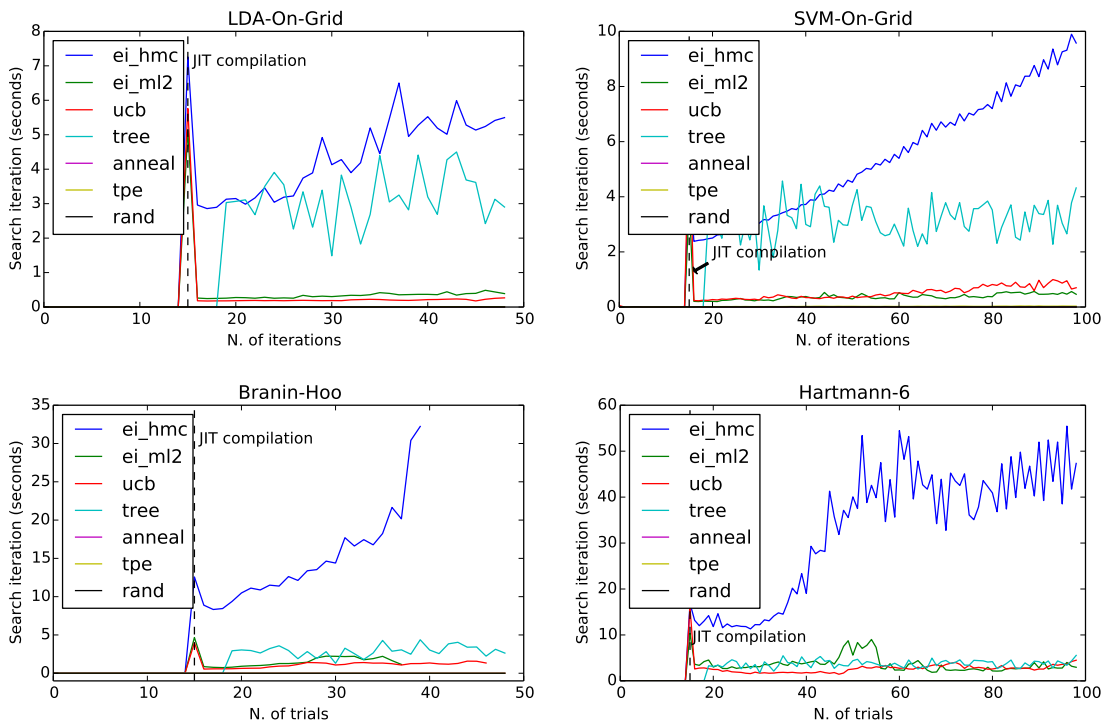 LDA-On-Grid
8
7
6
5
4
3
2
1
0
Search iteration (seconds)
ei_hmc
ei_ml2
ucb
tree
anneal
tpe
rand
JIT compilation
0 10 20 30 40 50
N. of iterations
SVM-On-Grid
10
8
6
4
2
0
Search iteration (seconds)
ei_hmc
ei_ml2
ucb
tree
anneal
tpe
rand
JIT compilation
0 20 40 60 80 100
N. of iterations
Branin-Hoo
35
30
25
20
15
10
5
0
Search iteration (seconds)
ei_hmc
ei_ml2
ucb
tree
anneal
tpe
rand
JIT compilation
0 10 20 30 40 50
N. of trials
Hartmann-6
60
50
40
30
20
10
0
Search iteration (seconds)
ei_hmc
ei_ml2
ucb
tree
anneal
tpe
rand
JIT compilation
0 20 40 60 80 100
N. of trials